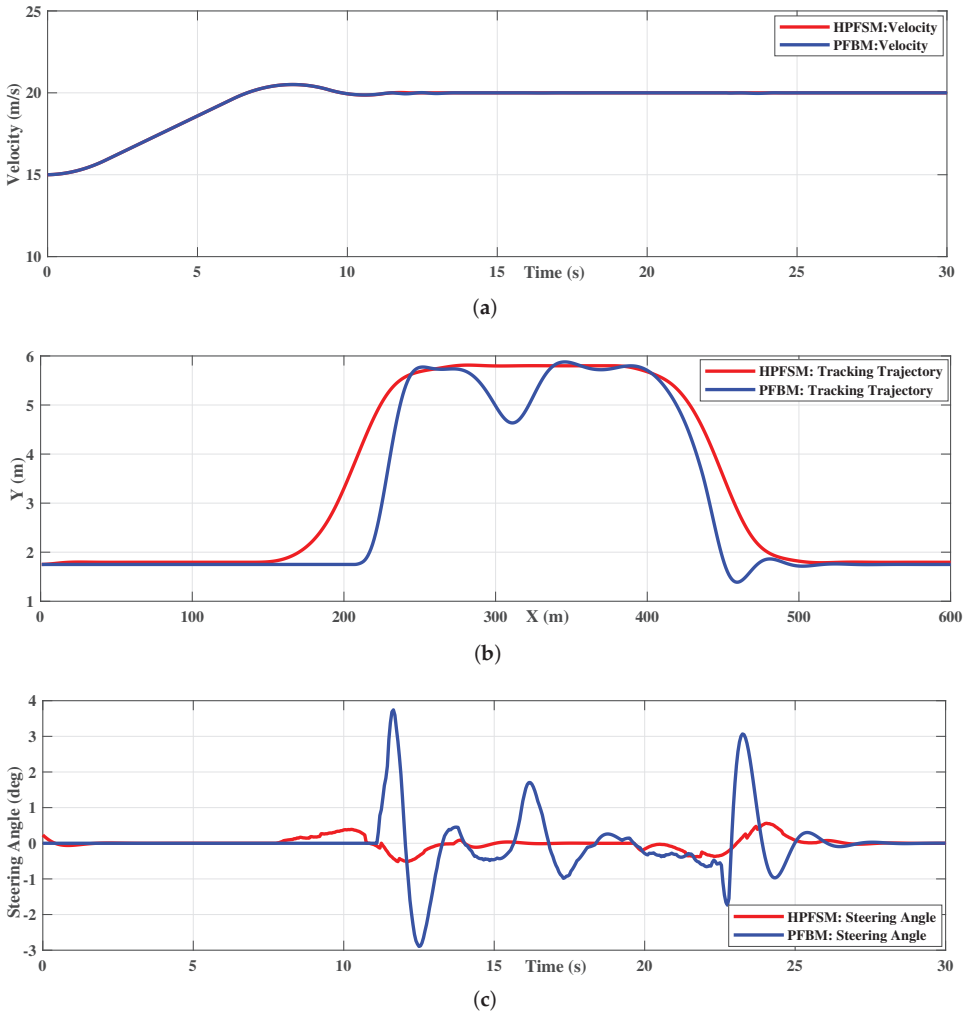 25
20
15
10
Velocity (m/s)
HPFSM:Velocity
PFBM:Velocity
0 5 10 15 20 25 30
Time (s)
(a)
6
5
4
3
2
1
Y (m)
HPFSM: Tracking Trajectory
PFBM: Tracking Trajectory
0 100 200 300 400 500 600
X (m)
(b)
4
3
2
1
0
-1
-2
-3
Steering Angle (deg)
HPFSM: Steering Angle
PFBM: Steering Angle
0 5 10 15 20 25 30
Time (s)
(c)